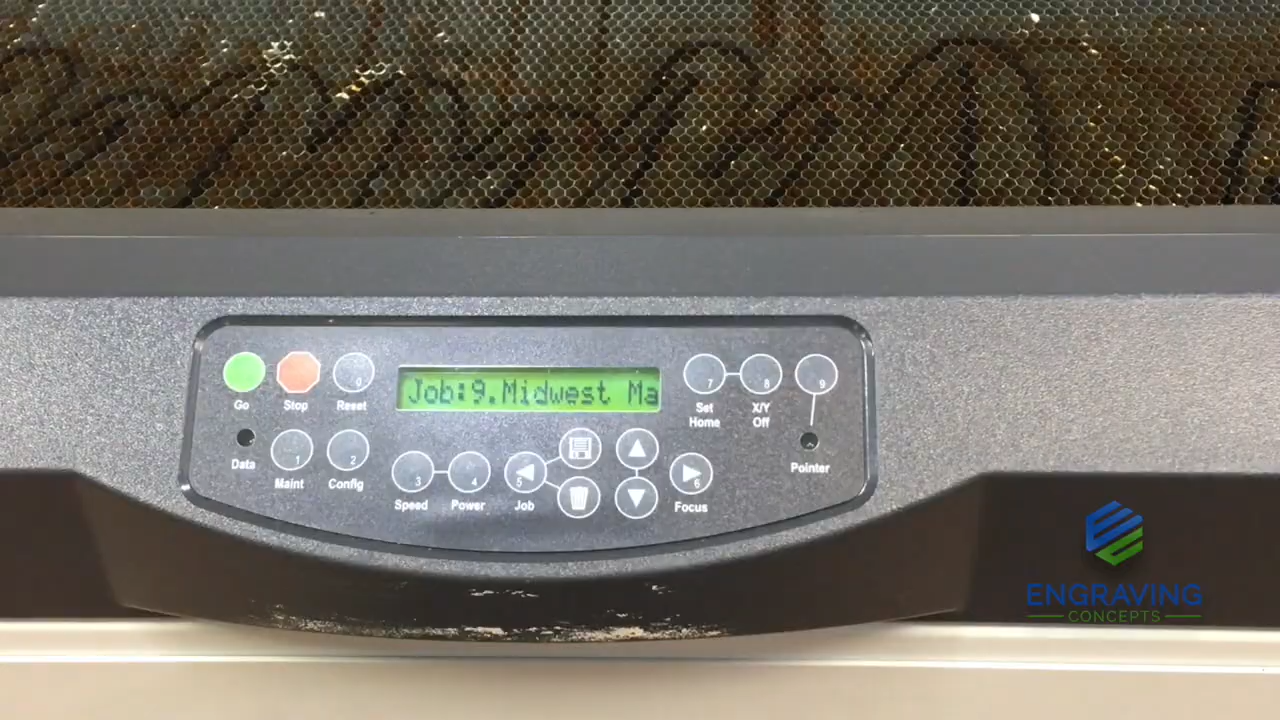 Job:9.Midwest Ma
Go
Stop
0
Reset
7
Set
Home
8
X/Y
Off
9
Data
1
Maint
2
Config
3
Speed
4
Power
5
Job
6
Focus
Pointer
ENGRAVING
CONCEPTS